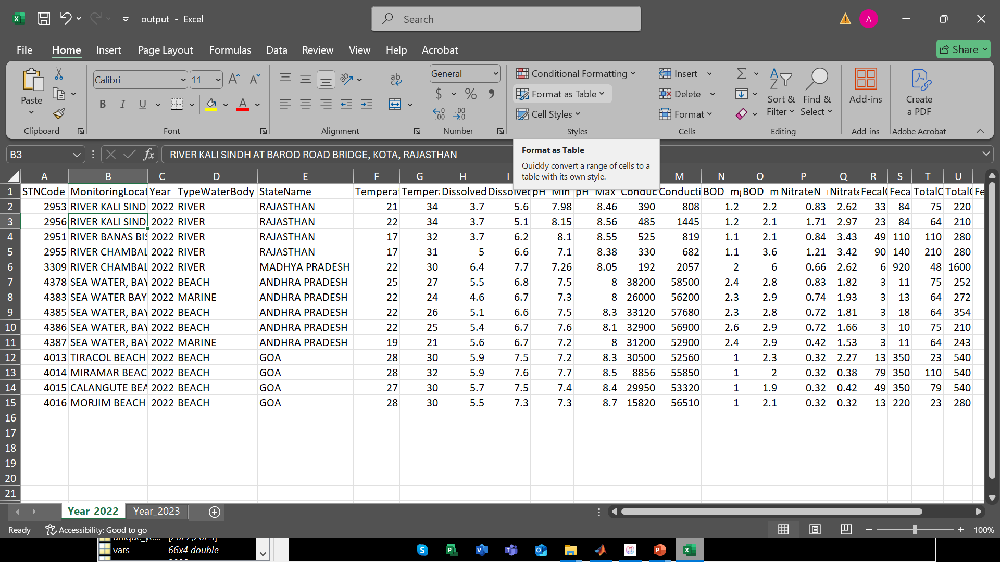 output - Excel
Search
A
File Home Insert Page Layout Formulas Data Review View Help Acrobat Share
Paste
Calibri 11
General
Conditional Formatting
Format as Table
Cell Styles
Insert
Delete
Format
Sort & Filter
Find & Select
Add-ins
Create a PDF
Clipboard Font Alignment Number Styles Cells Editing Add-ins Adobe Acrobat
B3 fx RIVER KALI SINDH AT BAROD ROAD BRIDGE, KOTA, RAJASTHAN
Format as Table
Quickly convert a range of cells to a
table with its own style.
A B C D E F G H I M N O P Q R S T U
1 STNCode MonitoringLocat Year TypeWaterBody StateName Temperat Tempera Dissolved Dissolved pH_Min pH_Max Conduc Conducti BOD_mg BOD_m NitrateN_ Nitrate FecalC Feca TotalC TotalC Fe
2 2953 RIVER KALI SIND 2022 RIVER RAJASTHAN 21 34 3.7 5.6 7.98 8.46 390 808 1.2 2.2 0.83 2.62 33 84 75 220
3 2956 RIVER KALI SIND 2022 RIVER RAJASTHAN 22 34 3.7 5.1 8.15 8.56 485 1445 1.2 2.1 1.71 2.97 23 84 64 210
4 2951 RIVER BANAS BIS 2022 RIVER RAJASTHAN 17 32 3.7 6.2 8.1 8.55 525 819 1.1 2.1 0.84 3.43 49 110 110 280
5 2955 RIVER CHAMBAL 2022 RIVER RAJASTHAN 17 31 5 6.6 7.1 8.38 330 682 1.1 3.6 1.21 3.42 90 140 210 280
6 3309 RIVER CHAMBAL 2022 RIVER MADHYA PRADESH 22 30 6.4 7.7 7.26 8.05 192 2057 2 6 0.66 2.62 6 920 48 1600
7 4378 SEA WATER, BAY 2022 BEACH ANDHRA PRADESH 25 27 5.5 6.8 7.5 8 38200 58500 2.4 2.8 0.83 1.82 3 11 75 252
8 4383 SEA WATER BAY 2022 MARINE ANDHRA PRADESH 22 24 4.6 6.7 7.3 8 26000 56200 2.3 2.9 0.74 1.93 3 13 64 272
9 4385 SEA WATER, BAY 2022 BEACH ANDHRA PRADESH 22 26 5.1 6.6 7.5 8.3 33120 57680 2.3 2.8 0.72 1.81 3 18 64 354
10 4386 SEA WATER, BAY 2022 BEACH ANDHRA PRADESH 22 25 5.4 6.7 7.6 8.1 32900 56900 2.6 2.9 0.72 1.66 3 10 75 210
11 4387 SEA WATER, BAY 2022 MARINE ANDHRA PRADESH 19 21 5.6 6.7 7.2 8 31200 52900 2.4 2.9 0.42 1.53 3 11 64 243
12 4013 TIRACOL BEACH 2022 BEACH GOA 28 30 5.9 7.5 7.2 8.3 30500 52560 1 2.3 0.32 2.27 13 350 23 540
13 4014 MIRAMAR BEAC 2022 BEACH GOA 28 32 5.9 7.6 7.7 8.5 8856 55850 1 2 0.32 0.38 79 350 110 540
14 4015 CALANGUTE BEA 2022 BEACH GOA 27 30 5.7 7.5 7.4 8.4 29950 53320 1 1.9 0.32 0.42 49 350 79 540
15 4016 MORJIM BEACH 2022 BEACH GOA 28 30 5.5 7.3 7.3 8.7 15820 56510 1 2.1 0.32 0.32 13 220 23 280
16
17
18
19
20
21
Year_2022 Year_2023
Ready Accessibility: Good to go 100%
unique_ye... [2022,2023]
vars 66x4 double